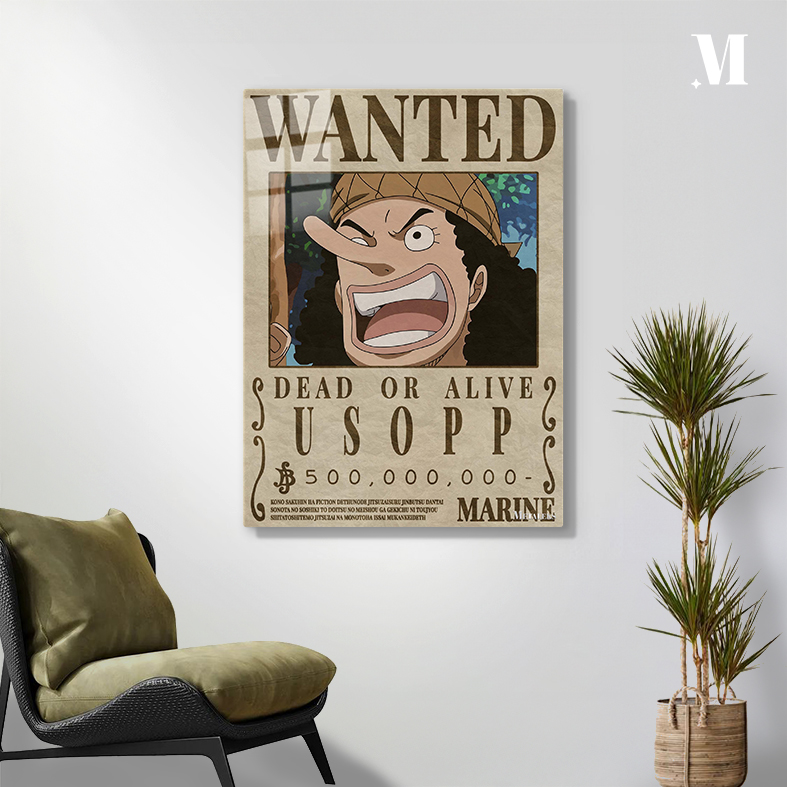 M
WANTED
DEAD OR ALIVE
USOPP
500,000,000-
KONO SAKUHIN HA FICTION DETHUNODE JITSUZAISURU JINBUTSU DANTAI
SONOTA NO SOSHIKI TO DOITSU NO MEISHOU GA GEKICHU NI TOUJYOU
SHITATOSHITEMO JITSUZAI NA MONOTOHA ISSAI MUKANKEIDETH
MARINE